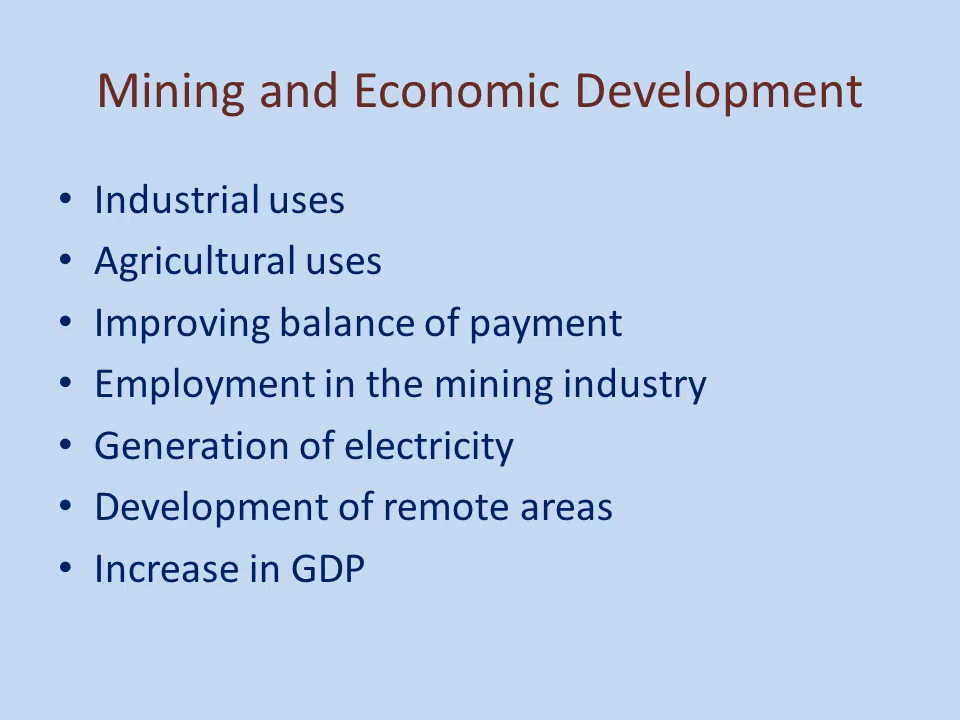 Mining and Economic Development
• Industrial uses
• Agricultural uses
• Improving balance of payment
• Employment in the mining industry
• Generation of electricity
• Development of remote areas
• Increase in GDP